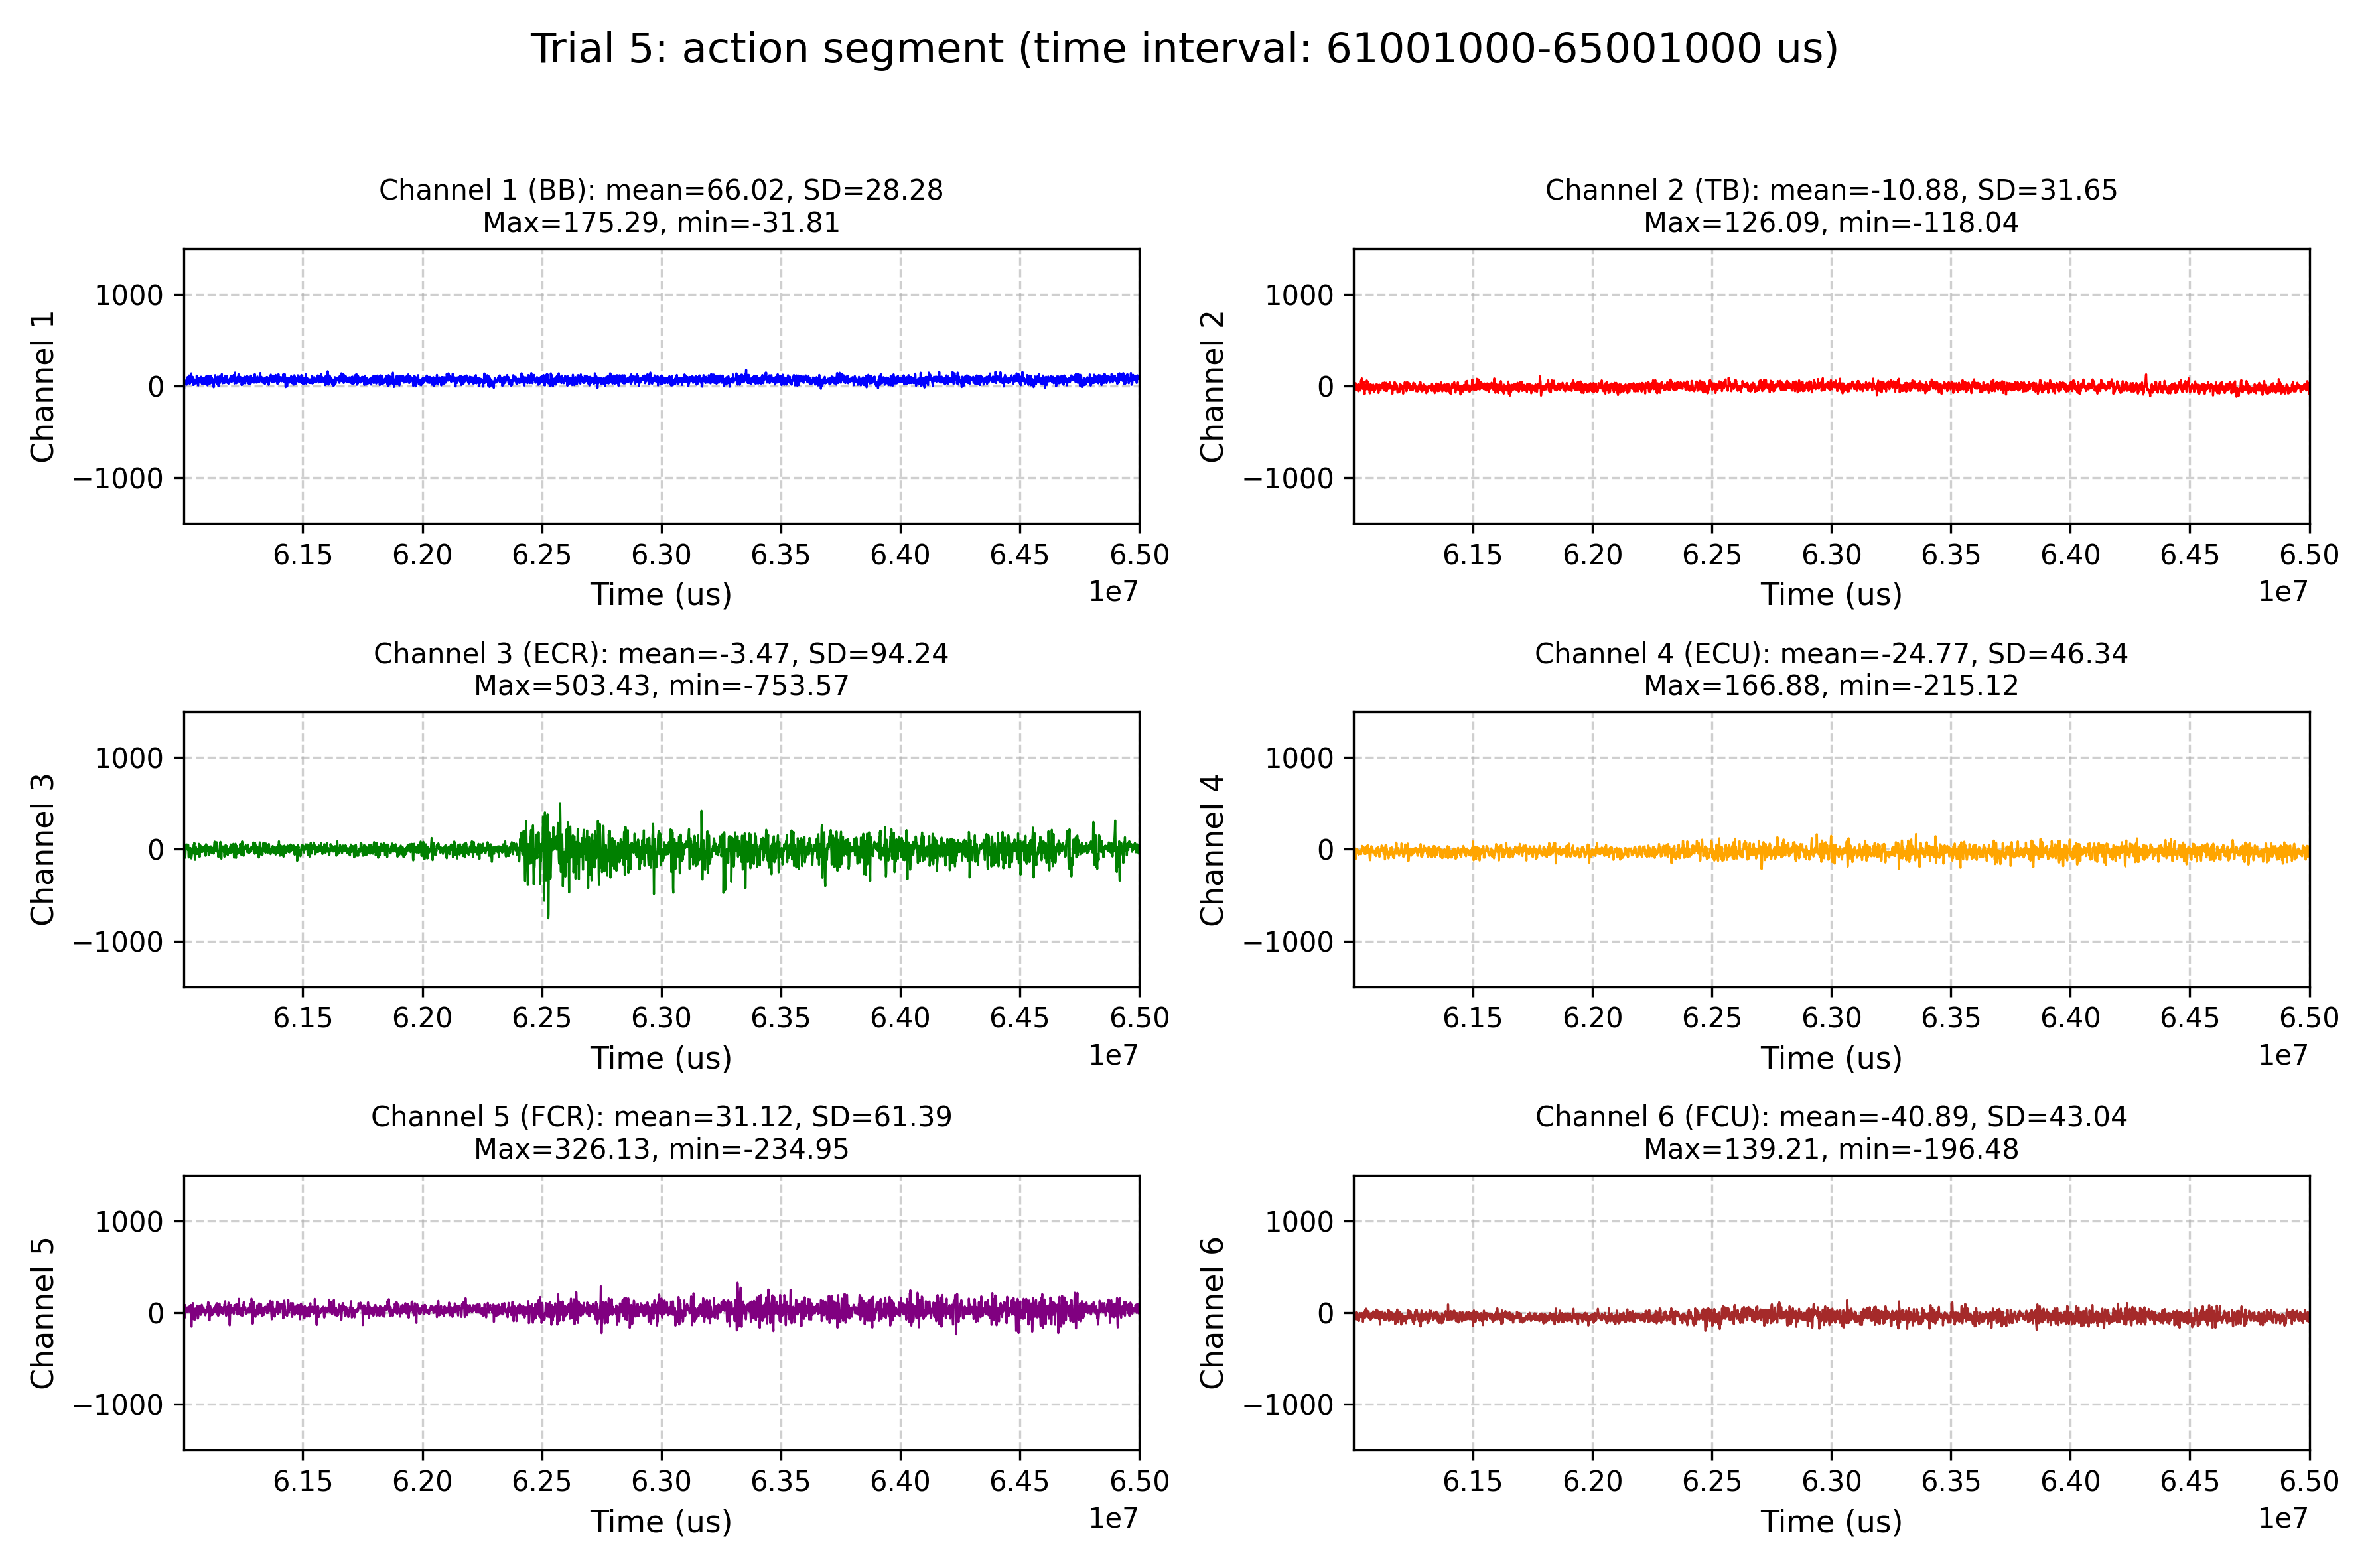 Trial 5: action segment (time interval: 61001000-65001000 us)
Channel 1 (BB): mean=66.02, SD=28.28
Max=175.29, min=-31.81
Channel 1
1000
0
−1000
6.15 6.20 6.25 6.30 6.35 6.40 6.45 6.50
Time (us)
1e7
Channel 2 (TB): mean=-10.88, SD=31.65
Max=126.09, min=-118.04
Channel 2
1000
0
−1000
6.15 6.20 6.25 6.30 6.35 6.40 6.45 6.50
Time (us)
1e7
Channel 3 (ECR): mean=-3.47, SD=94.24
Max=503.43, min=-753.57
Channel 3
1000
0
−1000
6.15 6.20 6.25 6.30 6.35 6.40 6.45 6.50
Time (us)
1e7
Channel 4 (ECU): mean=-24.77, SD=46.34
Max=166.88, min=-215.12
Channel 4
1000
0
−1000
6.15 6.20 6.25 6.30 6.35 6.40 6.45 6.50
Time (us)
1e7
Channel 5 (FCR): mean=31.12, SD=61.39
Max=326.13, min=-234.95
Channel 5
1000
0
−1000
6.15 6.20 6.25 6.30 6.35 6.40 6.45 6.50
Time (us)
1e7
Channel 6 (FCU): mean=-40.89, SD=43.04
Max=139.21, min=-196.48
Channel 6
1000
0
−1000
6.15 6.20 6.25 6.30 6.35 6.40 6.45 6.50
Time (us)
1e7